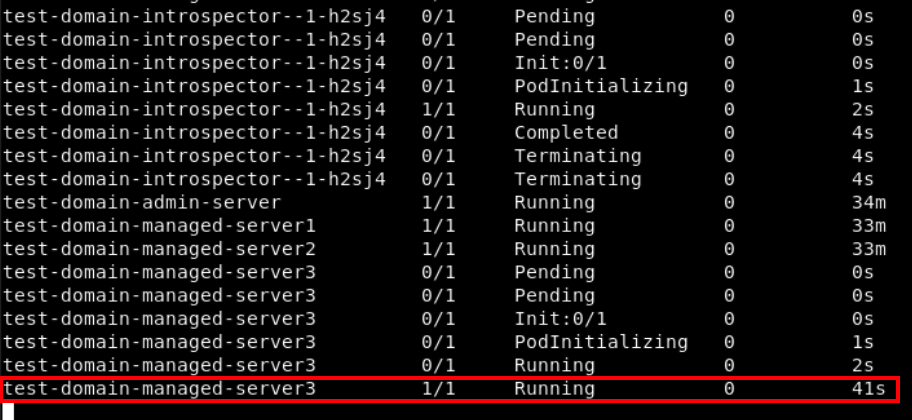 test-domain-introspector--1-h2sj4 0/1 Pending 0 0s
test-domain-introspector--1-h2sj4 0/1 Pending 0 0s
test-domain-introspector--1-h2sj4 0/1 Init:0/1 0 0s
test-domain-introspector--1-h2sj4 0/1 PodInitializing 0 1s
test-domain-introspector--1-h2sj4 1/1 Running 0 2s
test-domain-introspector--1-h2sj4 0/1 Completed 0 4s
test-domain-introspector--1-h2sj4 0/1 Terminating 0 4s
test-domain-introspector--1-h2sj4 0/1 Terminating 0 4s
test-domain-admin-server 1/1 Running 0 34m
test-domain-managed-server1 1/1 Running 0 33m
test-domain-managed-server2 1/1 Running 0 33m
test-domain-managed-server3 0/1 Pending 0 0s
test-domain-managed-server3 0/1 Pending 0 0s
test-domain-managed-server3 0/1 Init:0/1 0 0s
test-domain-managed-server3 0/1 PodInitializing 0 1s
test-domain-managed-server3 0/1 Running 0 2s
test-domain-managed-server3 1/1 Running 0 41s